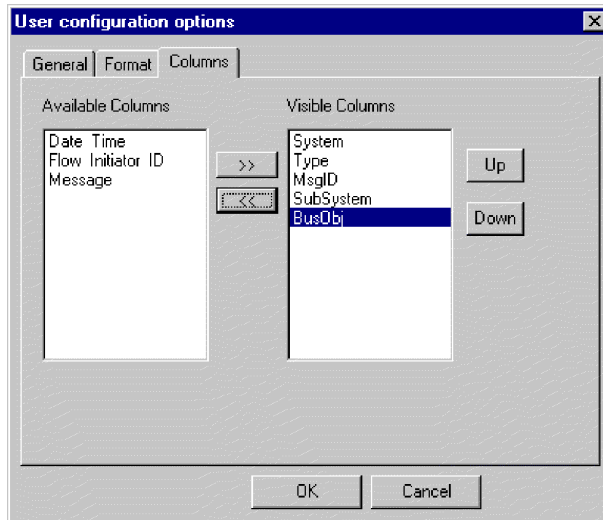 User configuration options
General
Format
Columns
Available Columns
Visible Columns
Date Time
Flow Initiator ID
Message
>>
<<
System
Type
MsgID
SubSystem
BusObj
Up
Down
OK
Cancel